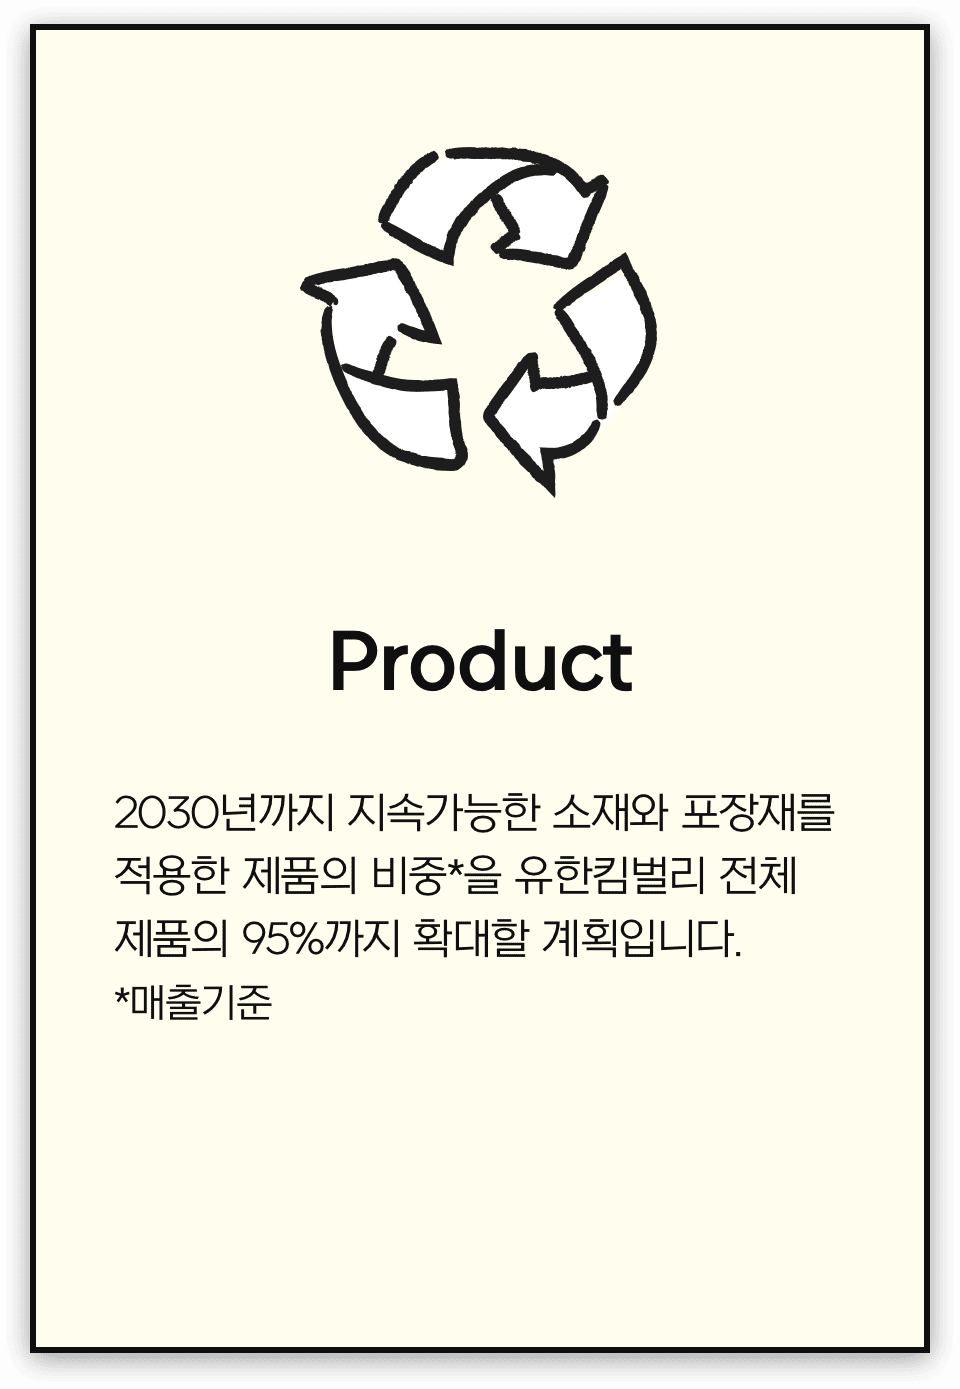 Product
2030년까지 지속가능한 소재와 포장재를
적용한 제품의 비중*을 유한킴벌리 전체
제품의 95%까지 확대할 계획입니다.
*매출기준